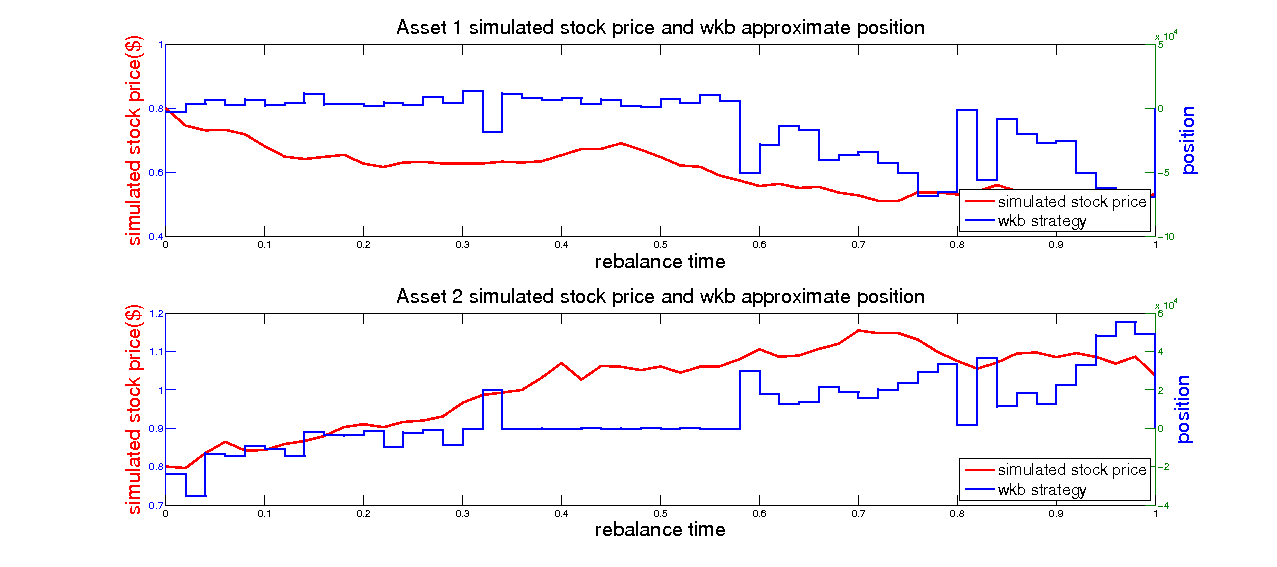 Asset 1 simulated stock price and wkb approximate position
x 10^4
simulated stock price($)
1
0.8
0.6
0.4
5
0
−5
−10
position
simulated stock price
wkb strategy
0 0.1 0.2 0.3 0.4 0.5 0.6 0.7 0.8 0.9 1
rebalance time
Asset 2 simulated stock price and wkb approximate position
x 10^4
simulated stock price($)
1.2
1.1
1
0.9
0.8
0.7
6
4
2
0
−2
−4
position
simulated stock price
wkb strategy
0 0.1 0.2 0.3 0.4 0.5 0.6 0.7 0.8 0.9 1
rebalance time